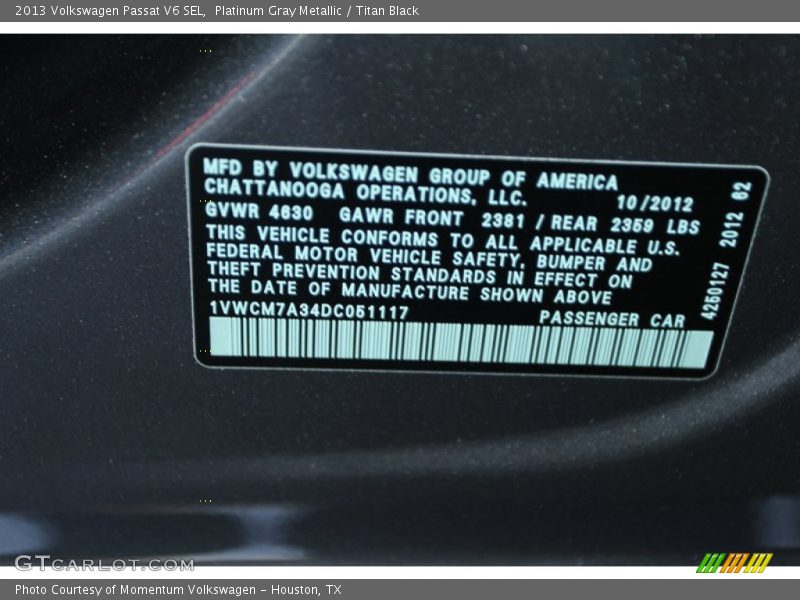 2013 Volkswagen Passat V6 SEL, Platinum Gray Metallic / Titan Black
MFD BY VOLKSWAGEN GROUP OF AMERICA
CHATTANOOGA OPERATIONS, LLC. 10/2012
GVWR 4630 GAWR FRONT 2381 / REAR 2359 LBS
THIS VEHICLE CONFORMS TO ALL APPLICABLE U.S.
FEDERAL MOTOR VEHICLE SAFETY, BUMPER AND
THEFT PREVENTION STANDARDS IN EFFECT ON
THE DATE OF MANUFACTURE SHOWN ABOVE
1VWCM7A34DC051117 PASSENGER CAR
4250127 2012 62
GTCARLOT.COM
Photo Courtesy of Momentum Volkswagen - Houston, TX